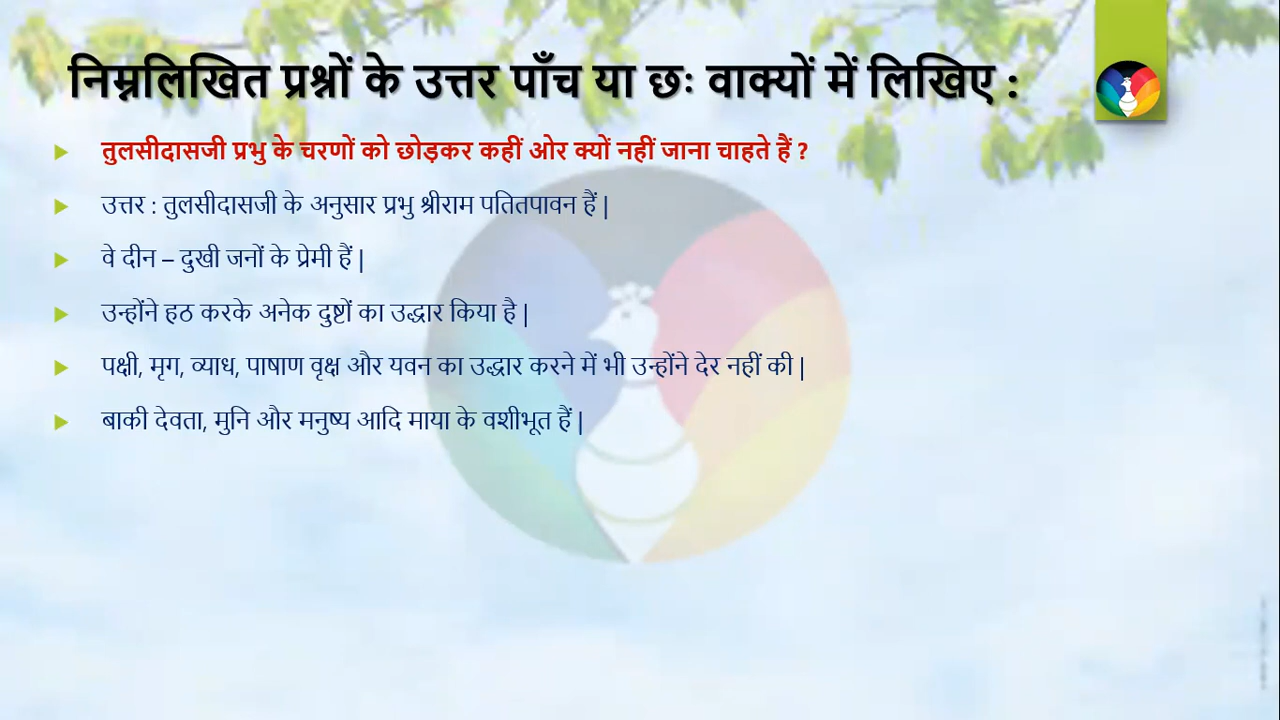 निम्नलिखित प्रश्नों के उत्तर पाँच या छः वाक्यों में लिखिए :
तुलसीदासजी प्रभु के चरणों को छोड़कर कहीं ओर क्यों नहीं जाना चाहते हैं ?
उत्तर : तुलसीदासजी के अनुसार प्रभु श्रीराम पतितपावन हैं |
वे दीन – दुखी जनों के प्रेमी हैं |
उन्होंने हठ करके अनेक दुष्टों का उद्धार किया है |
पक्षी, मृग, व्याध, पाषाण वृक्ष और यवन का उद्धार करने में भी उन्होंने देर नहीं की |
बाकी देवता, मुनि और मनुष्य आदि माया के वशीभूत हैं |